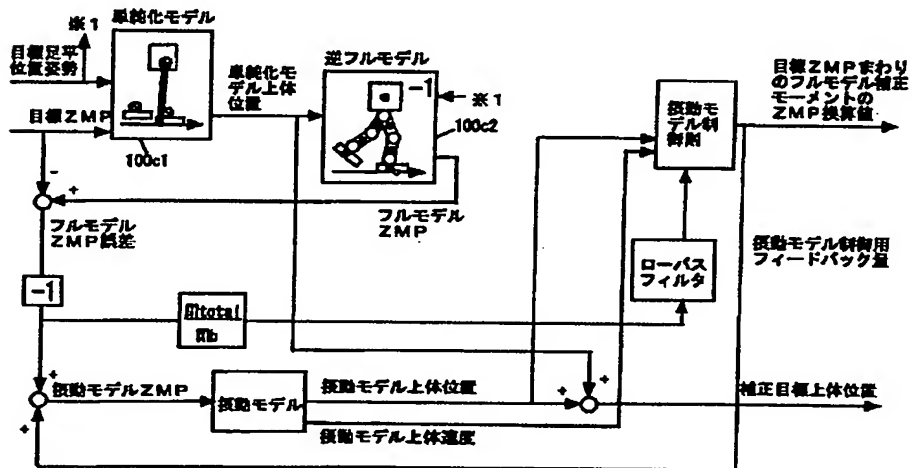 単純化モデル
※1
目標足平
位置姿勢
目標ZMP
100c1
単純化モ
デル上体
位置
逆フルモデル
-1
※1
100c2
フルモデル
ZMP
摂動モ
デル制
御則
目標ZMPまわり
のフルモデル補正
モーメントの
ZMP換算値
-
+
フルモデル
ZMP誤差
-1
ローパス
フィルタ
摂動モデル制御用
フィードバック量
mtotal
mb
+
+
摂動モデルZMP
摂動モデル
摂動モデル上体位置
摂動モデル上体速度
+
+
補正目標上体位置